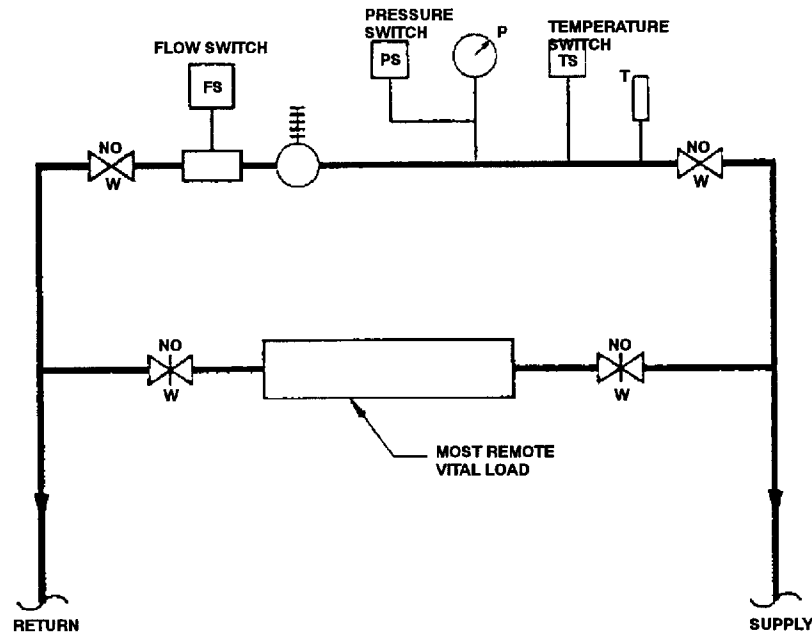 PRESSURE
SWITCH
P
TEMPERATURE
SWITCH
FLOW SWITCH
PS
TS
T
FS
NO
W
NO
W
NO
W
NO
W
MOST REMOTE
VITAL LOAD
RETURN
SUPPLY